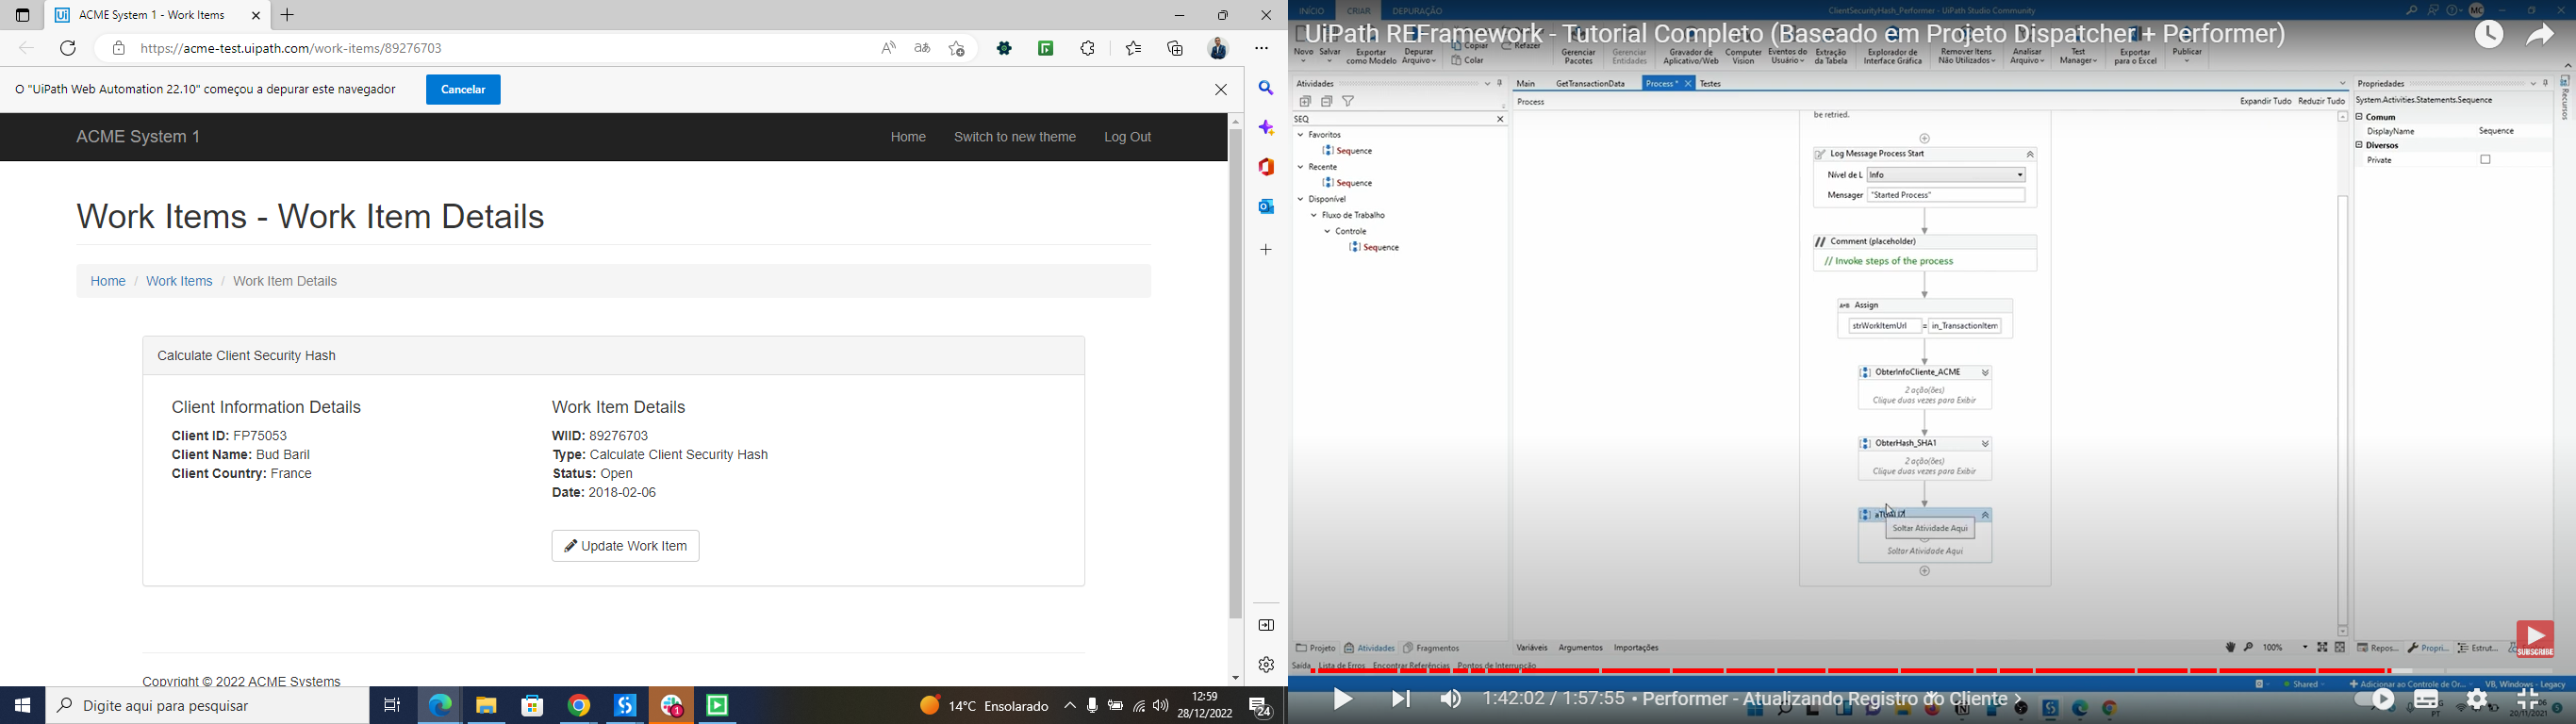 ACME System 1 - Work Items
https://acme-test.uipath.com/work-items/89276703
O "UiPath Web Automation 22.10" começou a depurar este navegador
Cancelar
ACME System 1
Home
Switch to new theme
Log Out
Work Items - Work Item Details
Home / Work Items / Work Item Details
Calculate Client Security Hash
Client Information Details
Client ID: FP75053
Client Name: Bud Baril
Client Country: France
Work Item Details
WIID: 89276703
Type: Calculate Client Security Hash
Status: Open
Date: 2018-02-06
Update Work Item
Copyright © 2022 ACME Systems
Digite aqui para pesquisar
14°C Ensolarado
12:59
28/12/2022
24
INÍCIO
CRIAR
DEPURAÇÃO
ClientSecurityHash_Performer - UiPath Studio Community
MC
UiPath REFramework - Tutorial Completo (Baseado em Projeto Dispatcher + Performer)
Novo
Salvar
Exportar como Modelo
Depurar Arquivo
Copiar
Colar
Refazer
Gerenciar Pacotes
Gerenciar Entidades
Gravador de Aplicativo/Web
Computer Vision
Eventos do Usuário
Extração da Tabela
Explorador de Interface Gráfica
Remover Itens Não Utilizados
Analisar Arquivo
Test Manager
Exportar para o Excel
Publicar
Atividades
SEQ
Favoritos
Sequence
Recente
Sequence
Disponível
Fluxo de Trabalho
Controle
Sequence
Main
GetTransactionData
Process *
Testes
Process
Expandir Tudo
Reduzir Tudo
be retried.
Log Message Process Start
Nível de L
Info
Mensager
"Started Process"
Comment (placeholder)
// Invoke steps of the process
A*B Assign
strWorkItemUrl = in_TransactionItem
ObterInfoCliente_ACME
2 ação(ões)
Clique duas vezes para Exibir
ObterHash_SHA1
2 ação(ões)
Clique duas vezes para Exibir
aTUALIZ
Soltar Atividade Aqui
Soltar Atividade Aqui
Propriedades
System.Activities.Statements.Sequence
Comum
DisplayName
Sequence
Diversos
Private
Recursos
Projeto
Atividades
Fragmentos
Variáveis
Argumentos
Importações
100%
Repos...
Propri...
Estrut...
SUBSCRIBE
Saída
Lista de Erros
Encontrar Referências
Pontos de Interrupção
Shared
Adicionar ao Controle de Or...
VB, Windows - Legacy
1:42:02 / 1:57:55 • Performer - Atualizando Registro do Cliente
20/11/2021